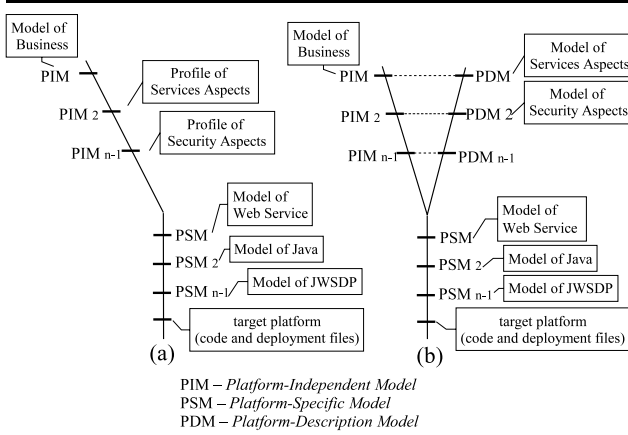 Model of
Business
PIM
Profile of
Services Aspects
PIM 2
Profile of
Security Aspects
PIM n-1
Model of
Web Service
PSM
PSM 2
Model of Java
PSM n-1
Model of JWSDP
target platform
(code and deployment files)
(a)
Model of
Business
PIM
PDM
Model of
Services Aspects
PIM 2
PDM 2
Model of
Security Aspects
PIM n-1
PDM n-1
Model of
Web Service
PSM
PSM 2
Model of Java
PSM n-1
Model of JWSDP
target platform
(code and deployment files)
(b)
PIM – Platform-Independent Model
PSM – Platform-Specific Model
PDM – Platform-Description Model